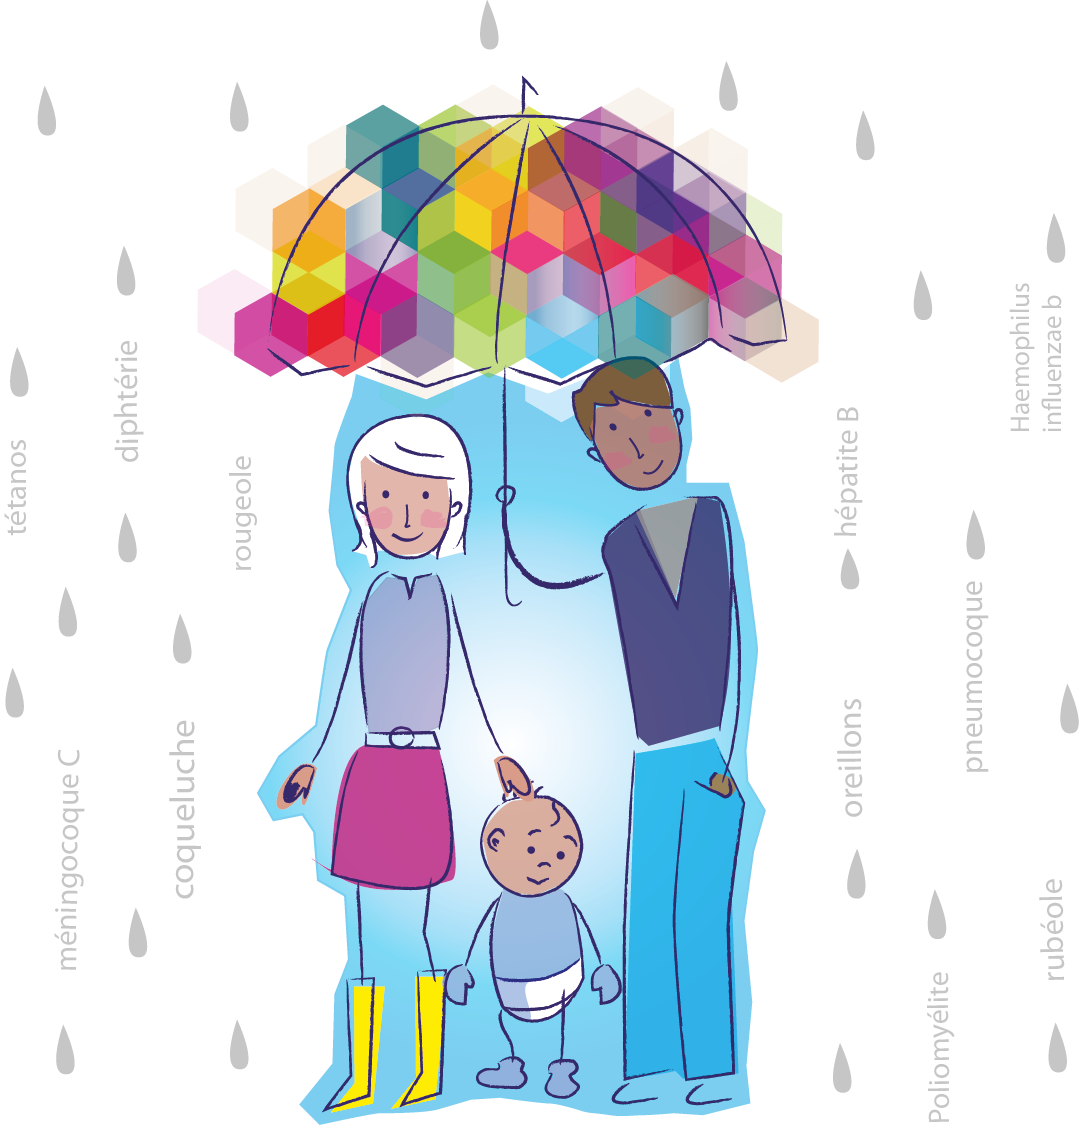 tétanos
diphtérie
rougeole
méningocoque C
coqueluche
hépatite B
oreillons
pneumocoque
Haemophilus
influenzae b
Poliomyélite
rubéole